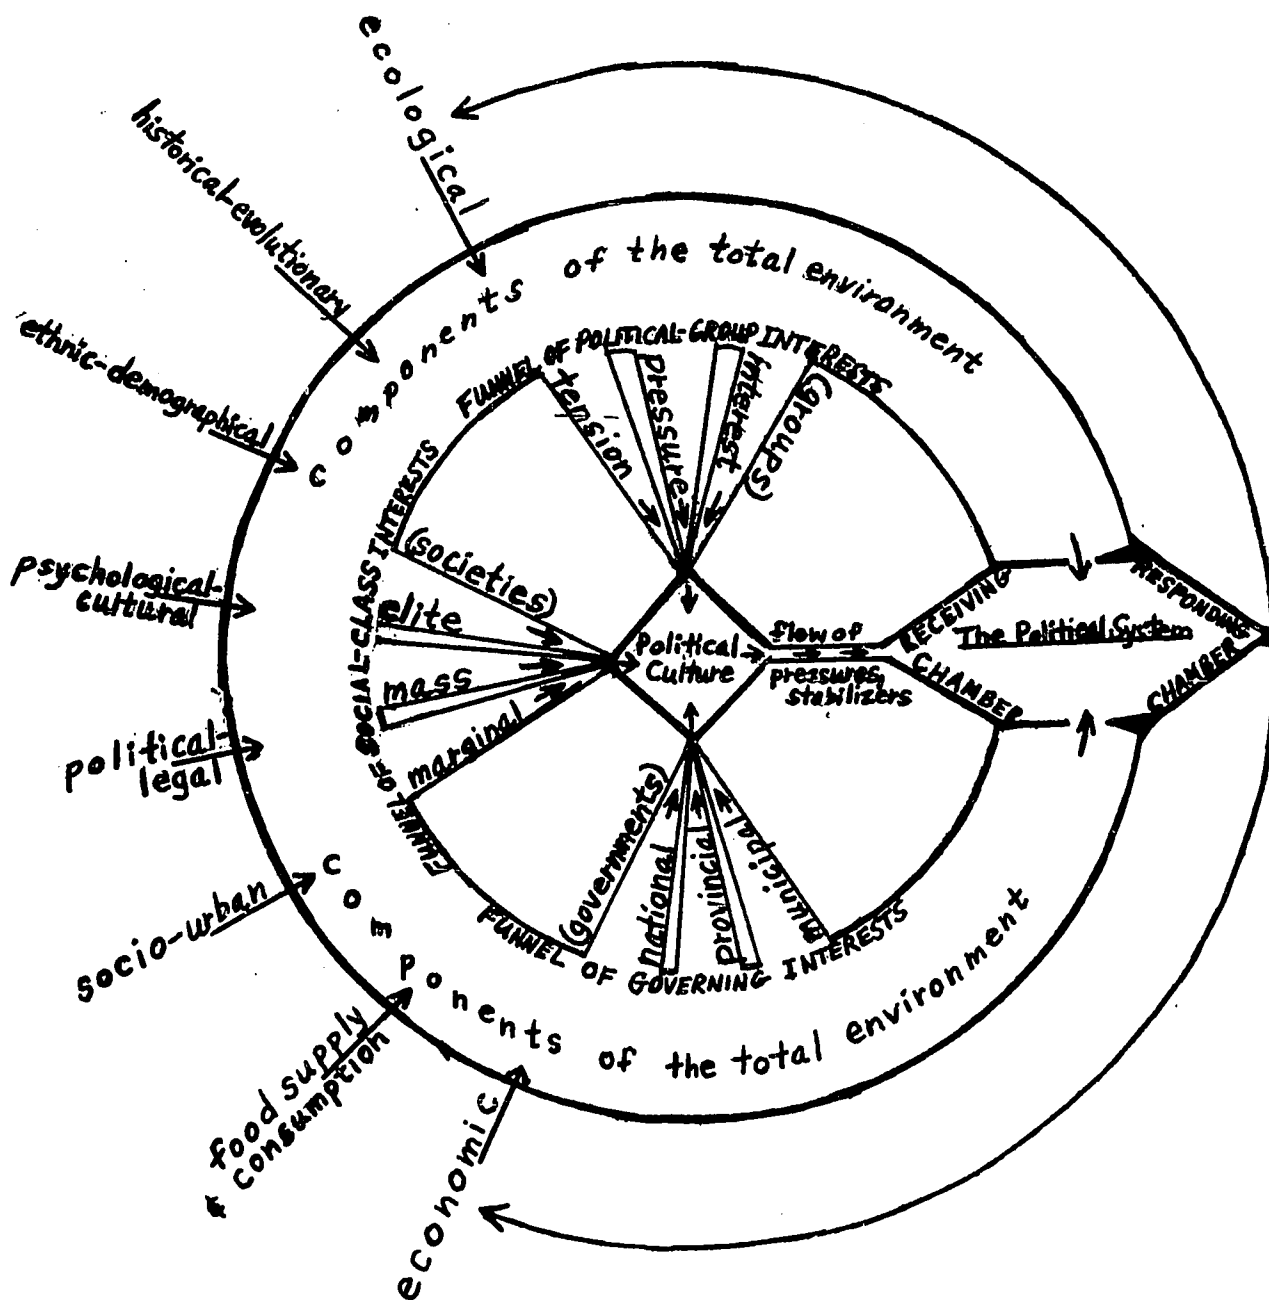 ecological
historical-evolutionary
ethnic-demographical
psychological-
cultural
political-
legal
socio-urban
food supply
& consumption
economic
Components of the total environment
FUNNEL OF POLITICAL-GROUP INTERESTS
tension
pressure
interest
(groups)
FUNNEL OF SOCIAL-CLASS INTERESTS
(societies)
elite
mass
marginal
Political
Culture
flow of
pressures,
stabilizers
RECEIVING
CHAMBER
The Political System
RESPONDING
CHAMBER
(governments)
national
provincial
municipal
FUNNEL OF GOVERNING INTERESTS
Components of the total environment